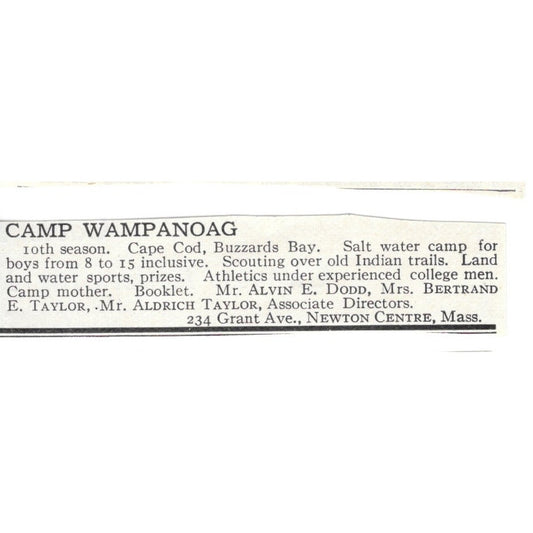 CAMP WAMPANOAG
10th season. Cape Cod, Buzzards Bay. Salt water camp for
boys from 8 to 15 inclusive. Scouting over old Indian trails. Land
and water sports, prizes. Athletics under experienced college men.
Camp mother. Booklet. Mr. ALVIN E. DODD, Mrs. BERTRAND
E. TAYLOR, .Mr. ALDRICH TAYLOR, Associate Directors.
234 Grant Ave., NEWTON CENTRE, Mass.